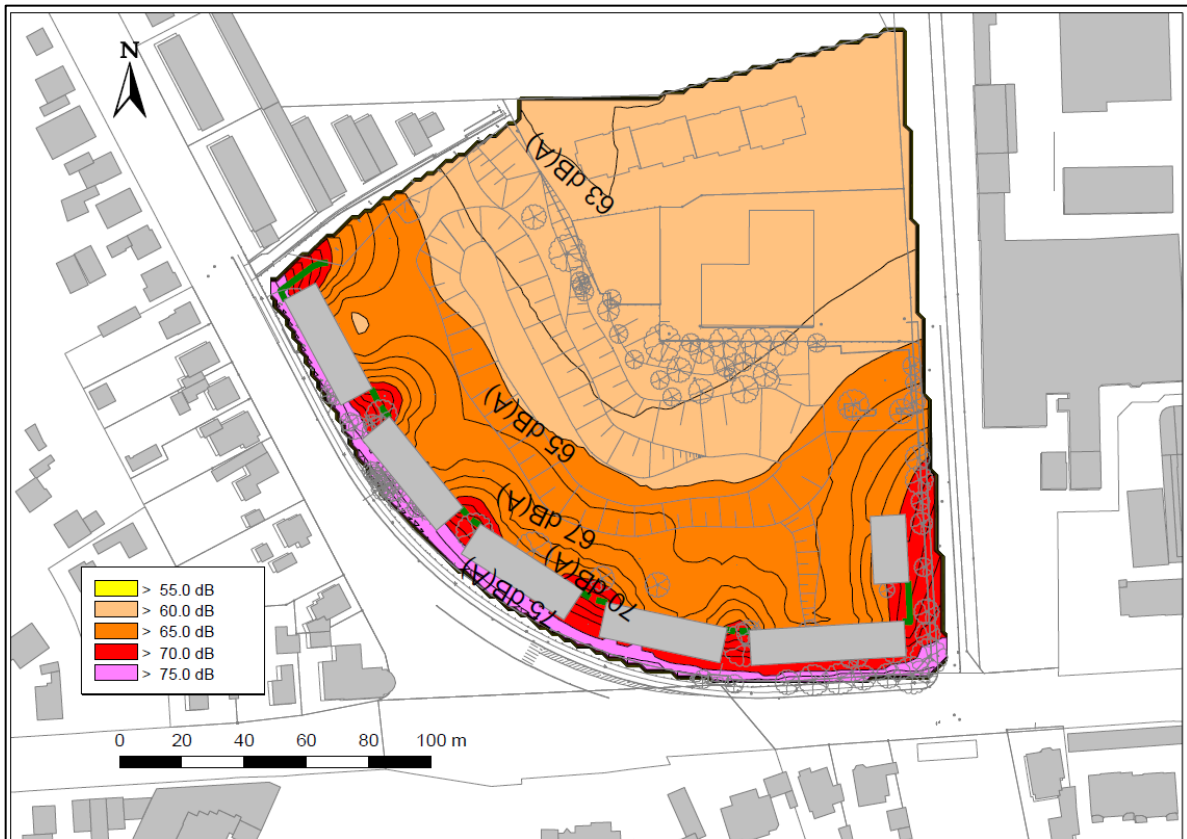 N
63 dB(A)
65 dB(A)
67 dB(A)
70 dB(A)
75 dB(A)
> 55.0 dB
> 60.0 dB
> 65.0 dB
> 70.0 dB
> 75.0 dB
0 20 40 60 80 100 m